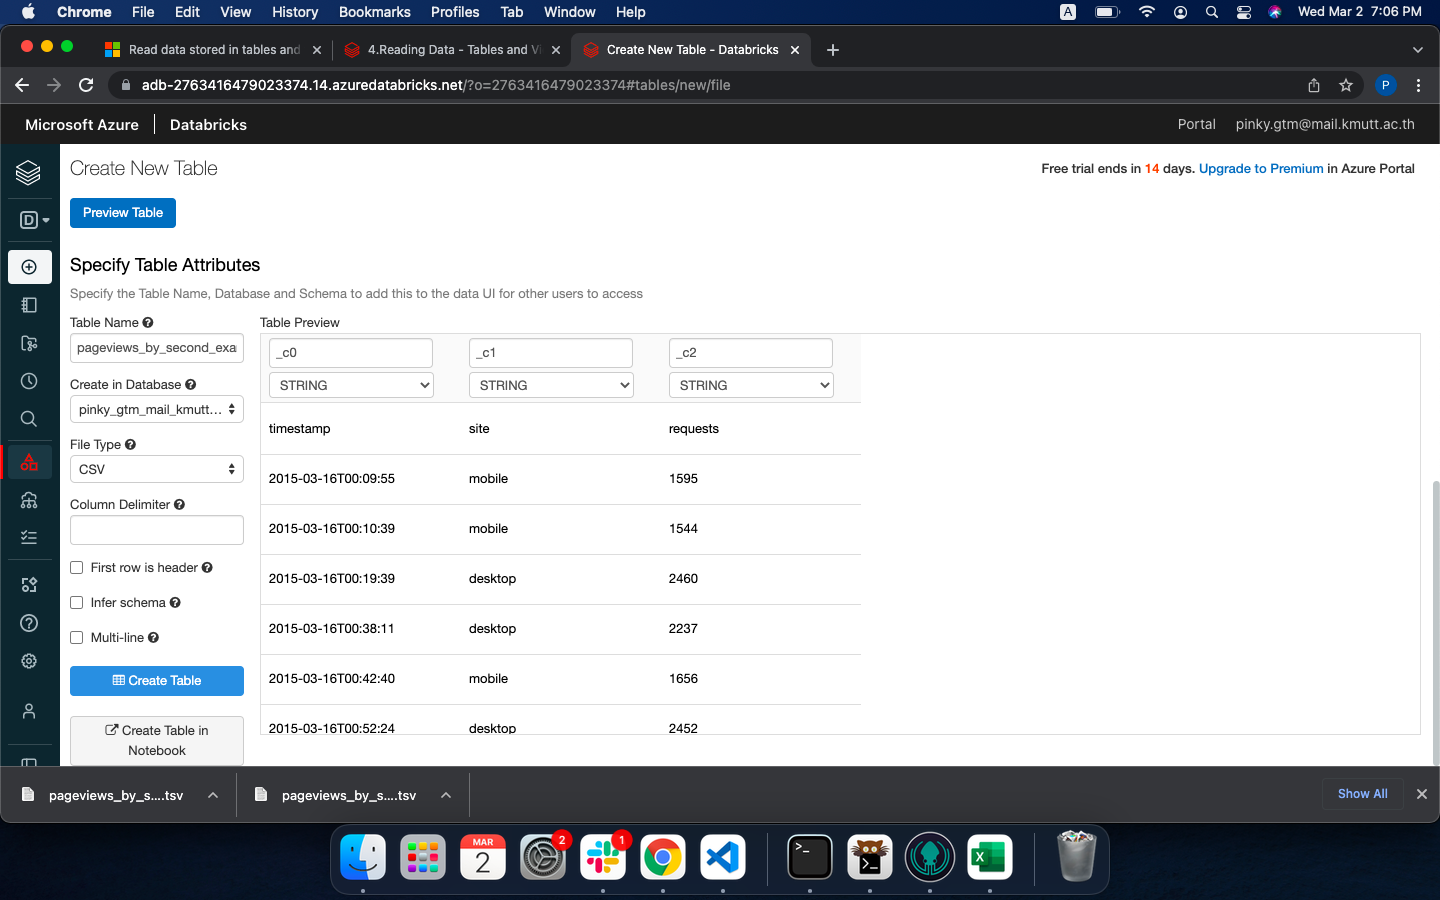 Chrome File Edit View History Bookmarks Profiles Tab Window Help A Wed Mar 2 7:06 PM
Read data stored in tables and 4.Reading Data - Tables and Vi Create New Table - Databricks
adb-2763416479023374.14.azuredatabricks.net/?o=2763416479023374#tables/new/file P
Microsoft Azure Databricks Portal pinky.gtm@mail.kmutt.ac.th
Create New Table Free trial ends in 14 days. Upgrade to Premium in Azure Portal
Preview Table
D
Specify Table Attributes
Specify the Table Name, Database and Schema to add this to the data UI for other users to access
Table Name
pageviews_by_second_exa
Create in Database
pinky_gtm_mail_kmutt...
File Type
CSV
Column Delimiter
First row is header
Infer schema
Multi-line
Create Table
Create Table in
Notebook
Table Preview
_c0 _c1 _c2
STRING STRING STRING
timestamp site requests
2015-03-16T00:09:55 mobile 1595
2015-03-16T00:10:39 mobile 1544
2015-03-16T00:19:39 desktop 2460
2015-03-16T00:38:11 desktop 2237
2015-03-16T00:42:40 mobile 1656
2015-03-16T00:52:24 desktop 2452
pageviews_by_s....tsv pageviews_by_s....tsv Show All
MAR
2
2
1